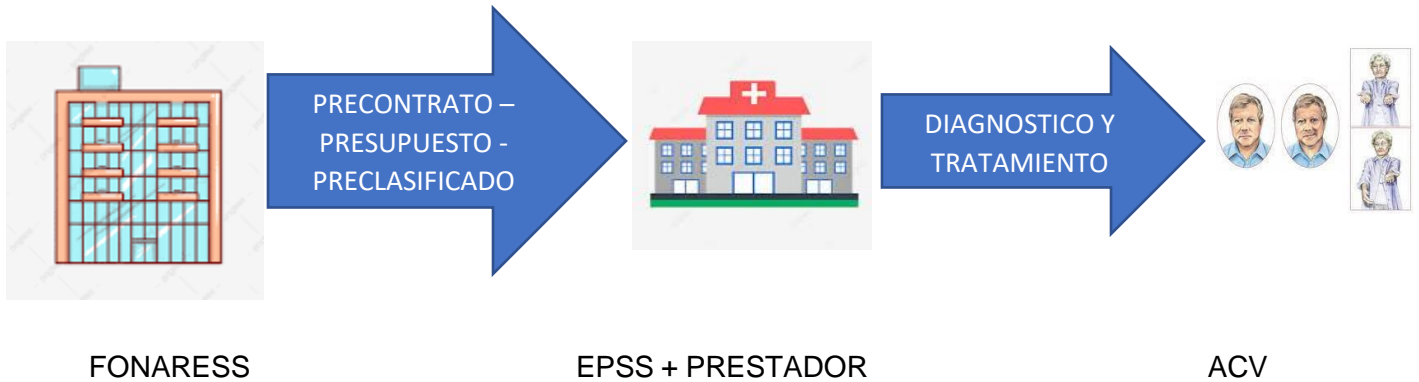 PRECONTRATO –
PRESUPUESTO -
PRECLASIFICADO
DIAGNOSTICO Y
TRATAMIENTO
FONARESS
EPSS + PRESTADOR
ACV